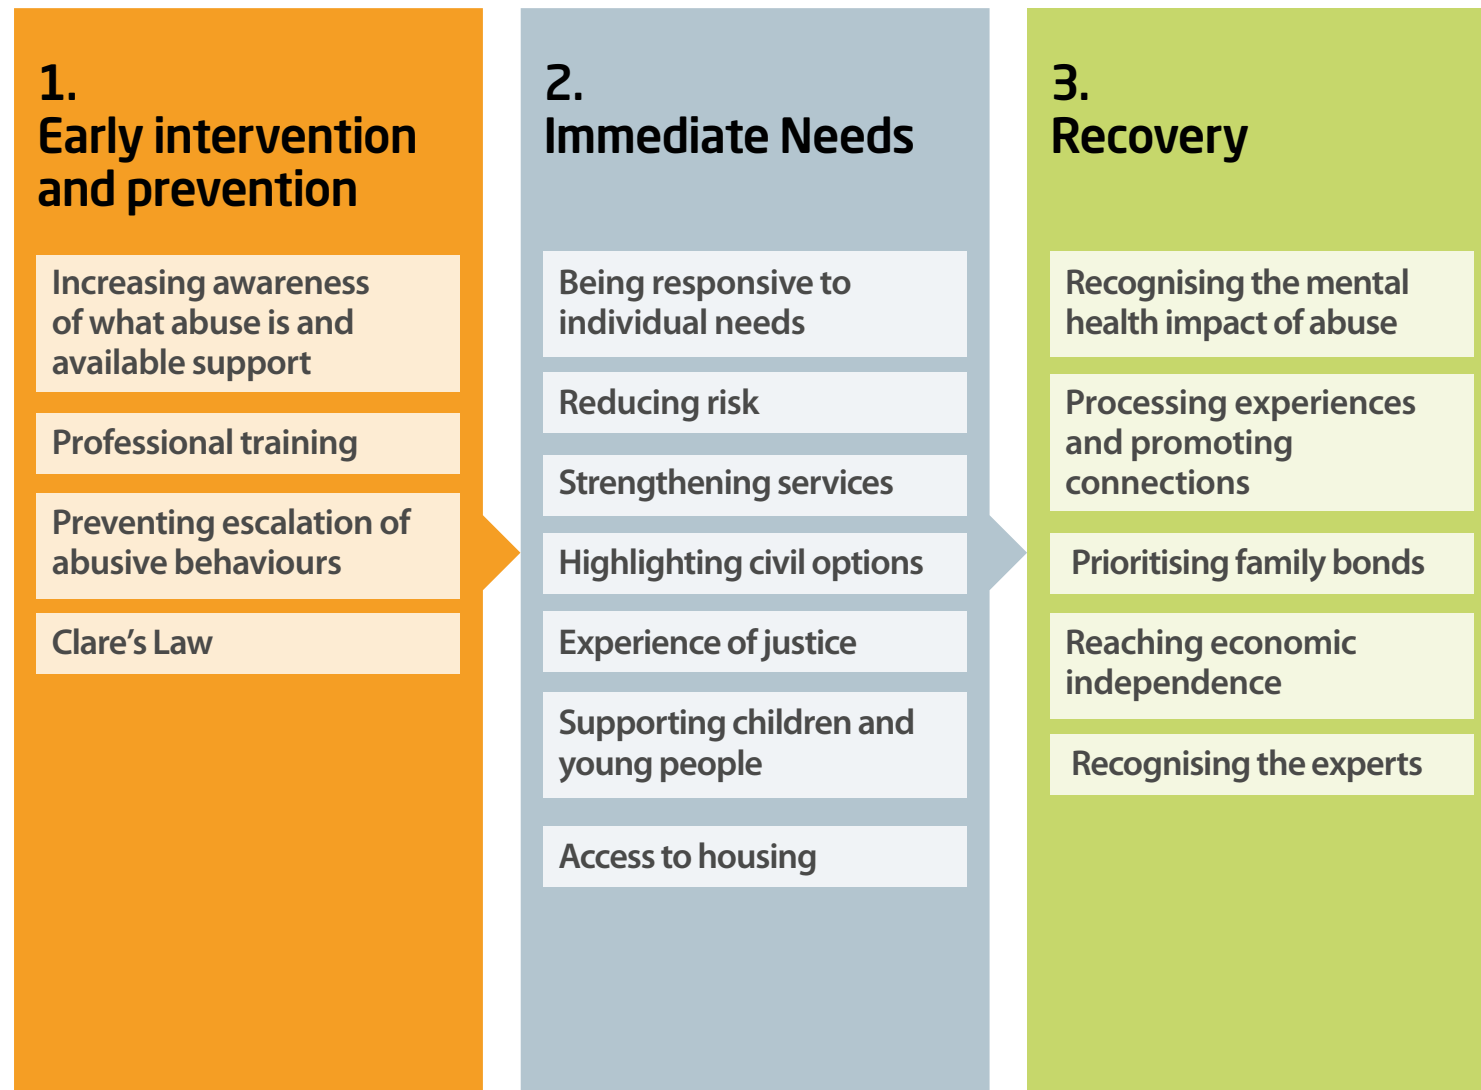 1.
Early intervention
and prevention
Increasing awareness
of what abuse is and
available support
Professional training
Preventing escalation of
abusive behaviours
Clare’s Law
2.
Immediate Needs
Being responsive to
individual needs
Reducing risk
Strengthening services
Highlighting civil options
Experience of justice
Supporting children and
young people
Access to housing
3.
Recovery
Recognising the mental
health impact of abuse
Processing experiences
and promoting
connections
Prioritising family bonds
Reaching economic
independence
Recognising the experts